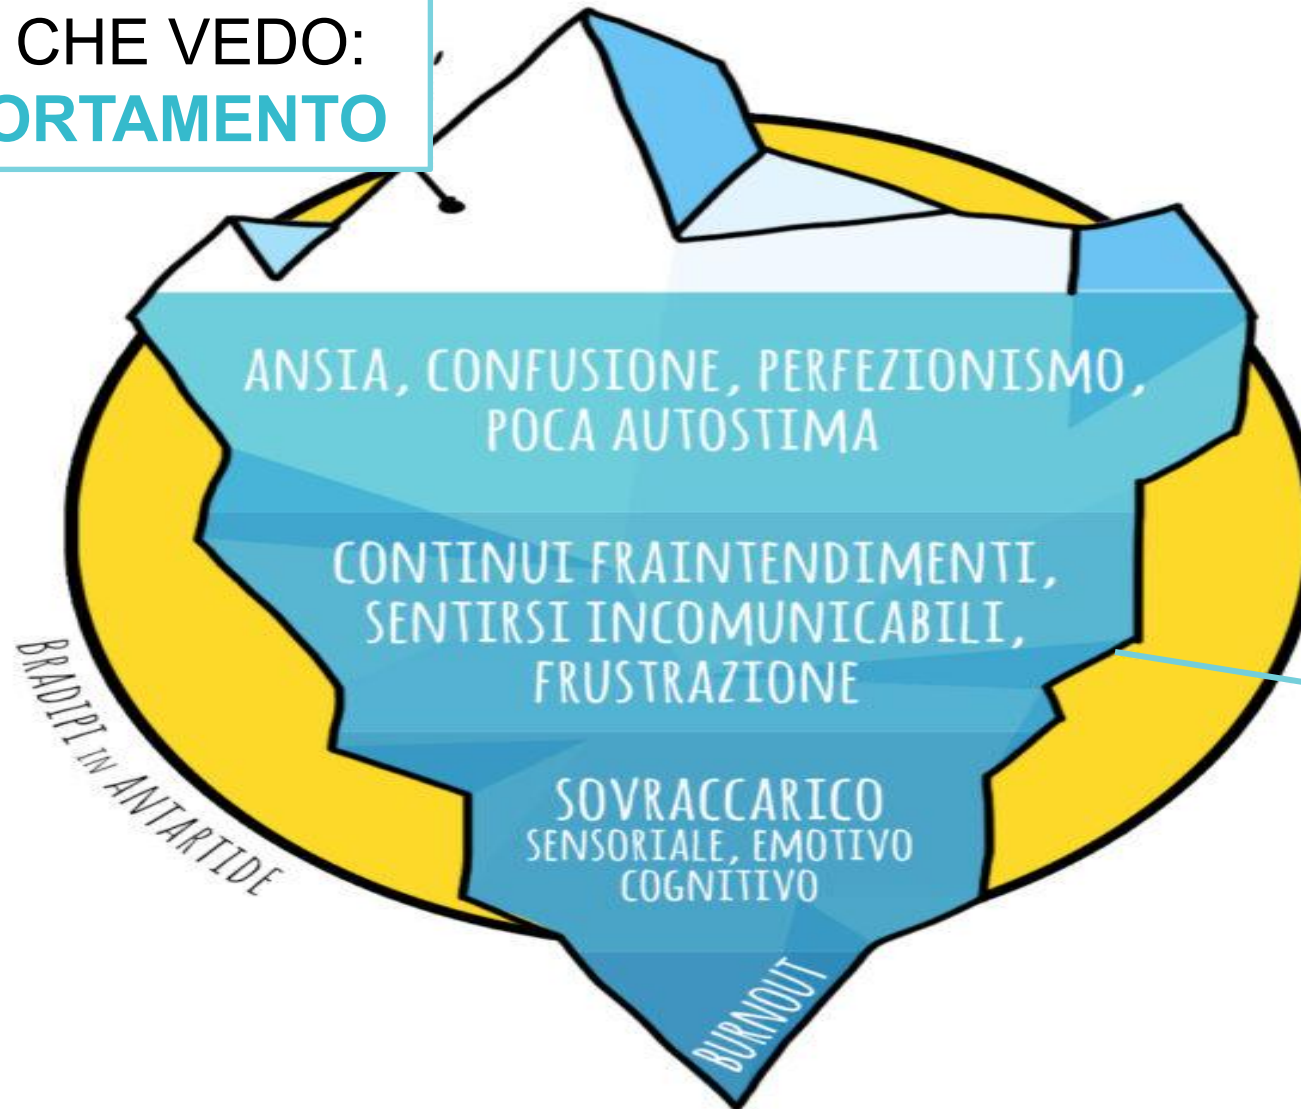 CHE VEDO:
ORTAMENTO
ANSIA, CONFUSIONE, PERFEZIONISMO,
POCA AUTOSTIMA
CONTINUI FRAINTENDIMENTI,
SENTIRSI INCOMUNICABILI,
FRUSTRAZIONE
SOVRACCARICO
SENSORIALE, EMOTIVO
COGNITIVO
BURNOUT
BRADIPI IN ANTARTIDE